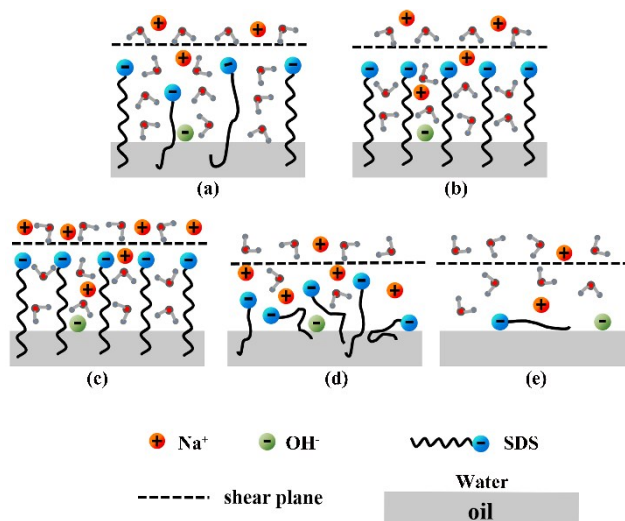 (a)
(b)
(c)
(d)
(e)
Na⁺
OH⁻
SDS
shear plane
Water
oil